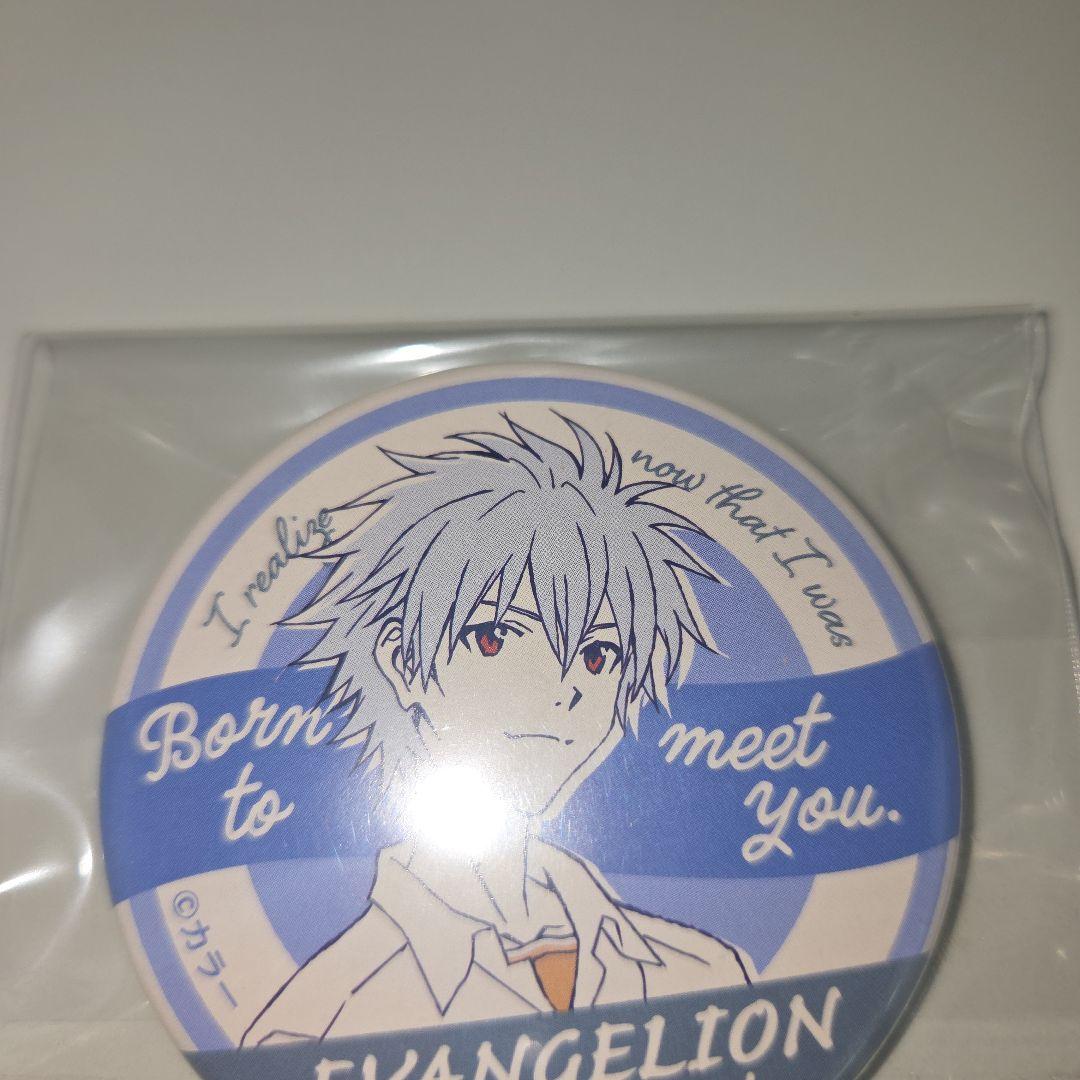 I realize
now that I was
Born
to
meet
you.
©カラー
EVANGELION